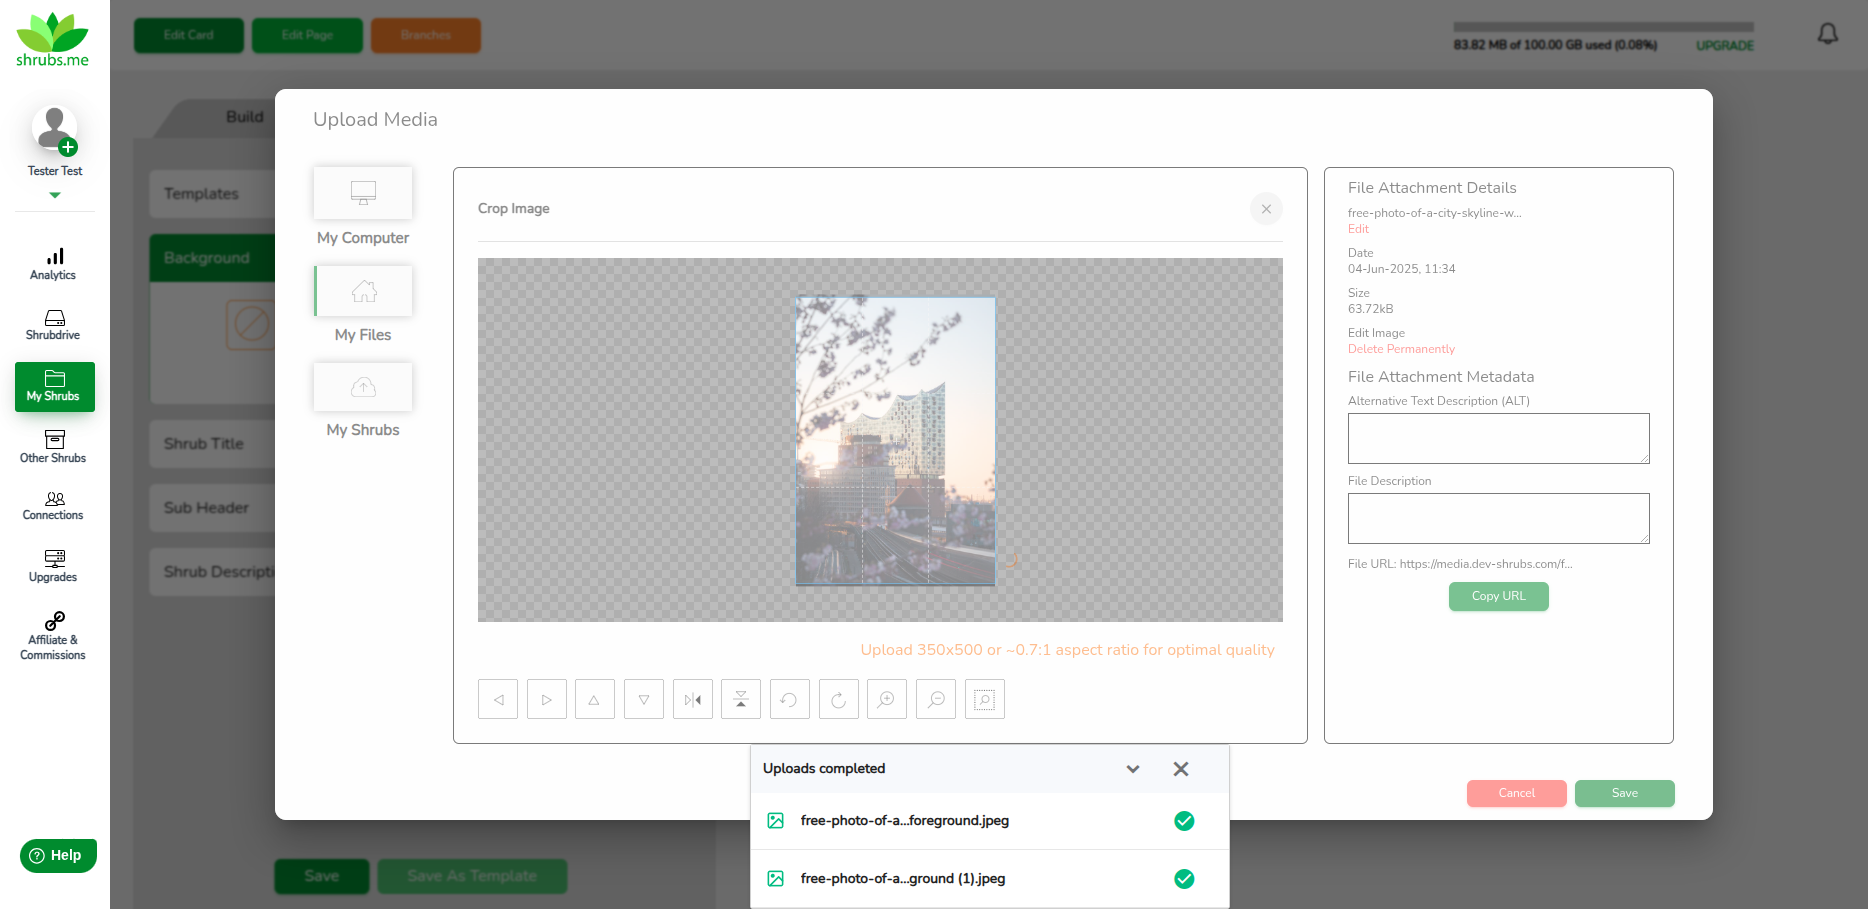 shrubs.me
Edit Card
Edit Page
Branches
83.82 MB of 100.00 GB used (0.08%)
UPGRADE
Tester Test
Analytics
Shrubdrive
My Shrubs
Other Shrubs
Connections
Upgrades
Affiliate &
Commissions
Help
Build
Templates
Background
Shrub Title
Sub Header
Shrub Descripti
Save
Save As Template
Upload Media
My Computer
My Files
My Shrubs
Crop Image
Upload 350x500 or ~0.7:1 aspect ratio for optimal quality
File Attachment Details
free-photo-of-a-city-skyline-w...
Edit
Date
04-Jun-2025, 11:34
Size
63.72kB
Edit Image
Delete Permanently
File Attachment Metadata
Alternative Text Description (ALT)
File Description
File URL: https://media.dev-shrubs.com/f...
Copy URL
Cancel
Save
Uploads completed
free-photo-of-a...foreground.jpeg
free-photo-of-a...ground (1).jpeg